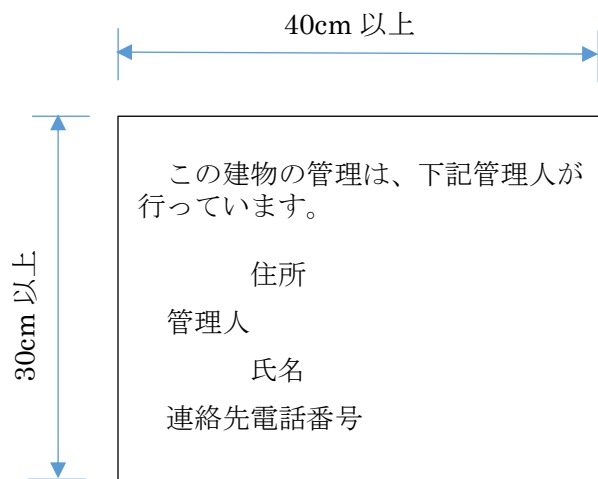 40cm 以上
30cm 以上
この建物の管理は、下記管理人が
行っています。
住所
管理人
氏名
連絡先電話番号